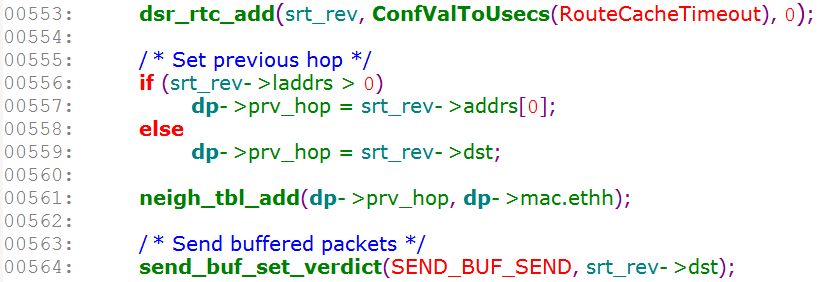 00553: dsr_rtc_add(srt_rev, ConfValToUsecs(RouteCacheTimeout), 0);
00554:
00555: /* Set previous hop */
00556: if (srt_rev->laddrs > 0)
00557: dp->prv_hop = srt_rev->addrs[0];
00558: else
00559: dp->prv_hop = srt_rev->dst;
00560:
00561: neigh_tbl_add(dp->prv_hop, dp->mac.ethh);
00562:
00563: /* Send buffered packets */
00564: send_buf_set_verdict(SEND_BUF_SEND, srt_rev->dst);